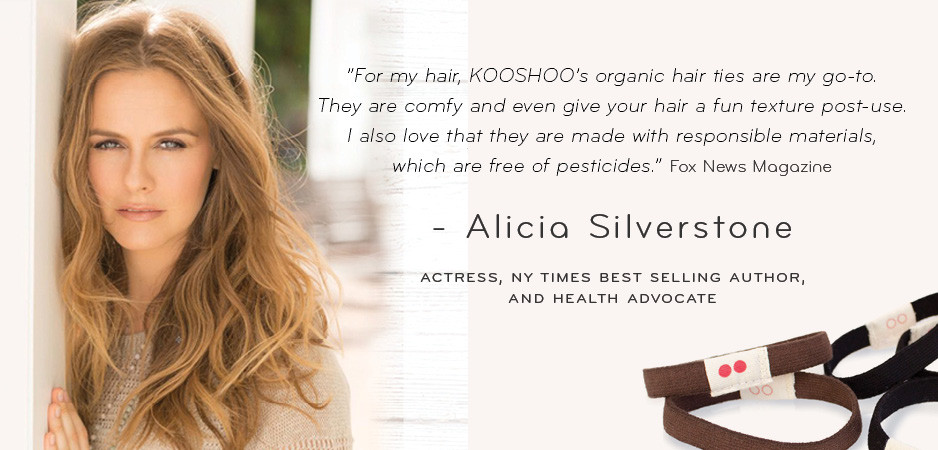 "For my hair, KOOSHOO's organic hair ties are my go-to.
They are comfy and even give your hair a fun texture post-use.
I also love that they are made with responsible materials,
which are free of pesticides." Fox News Magazine
- Alicia Silverstone
ACTRESS, NY TIMES BEST SELLING AUTHOR,
AND HEALTH ADVOCATE